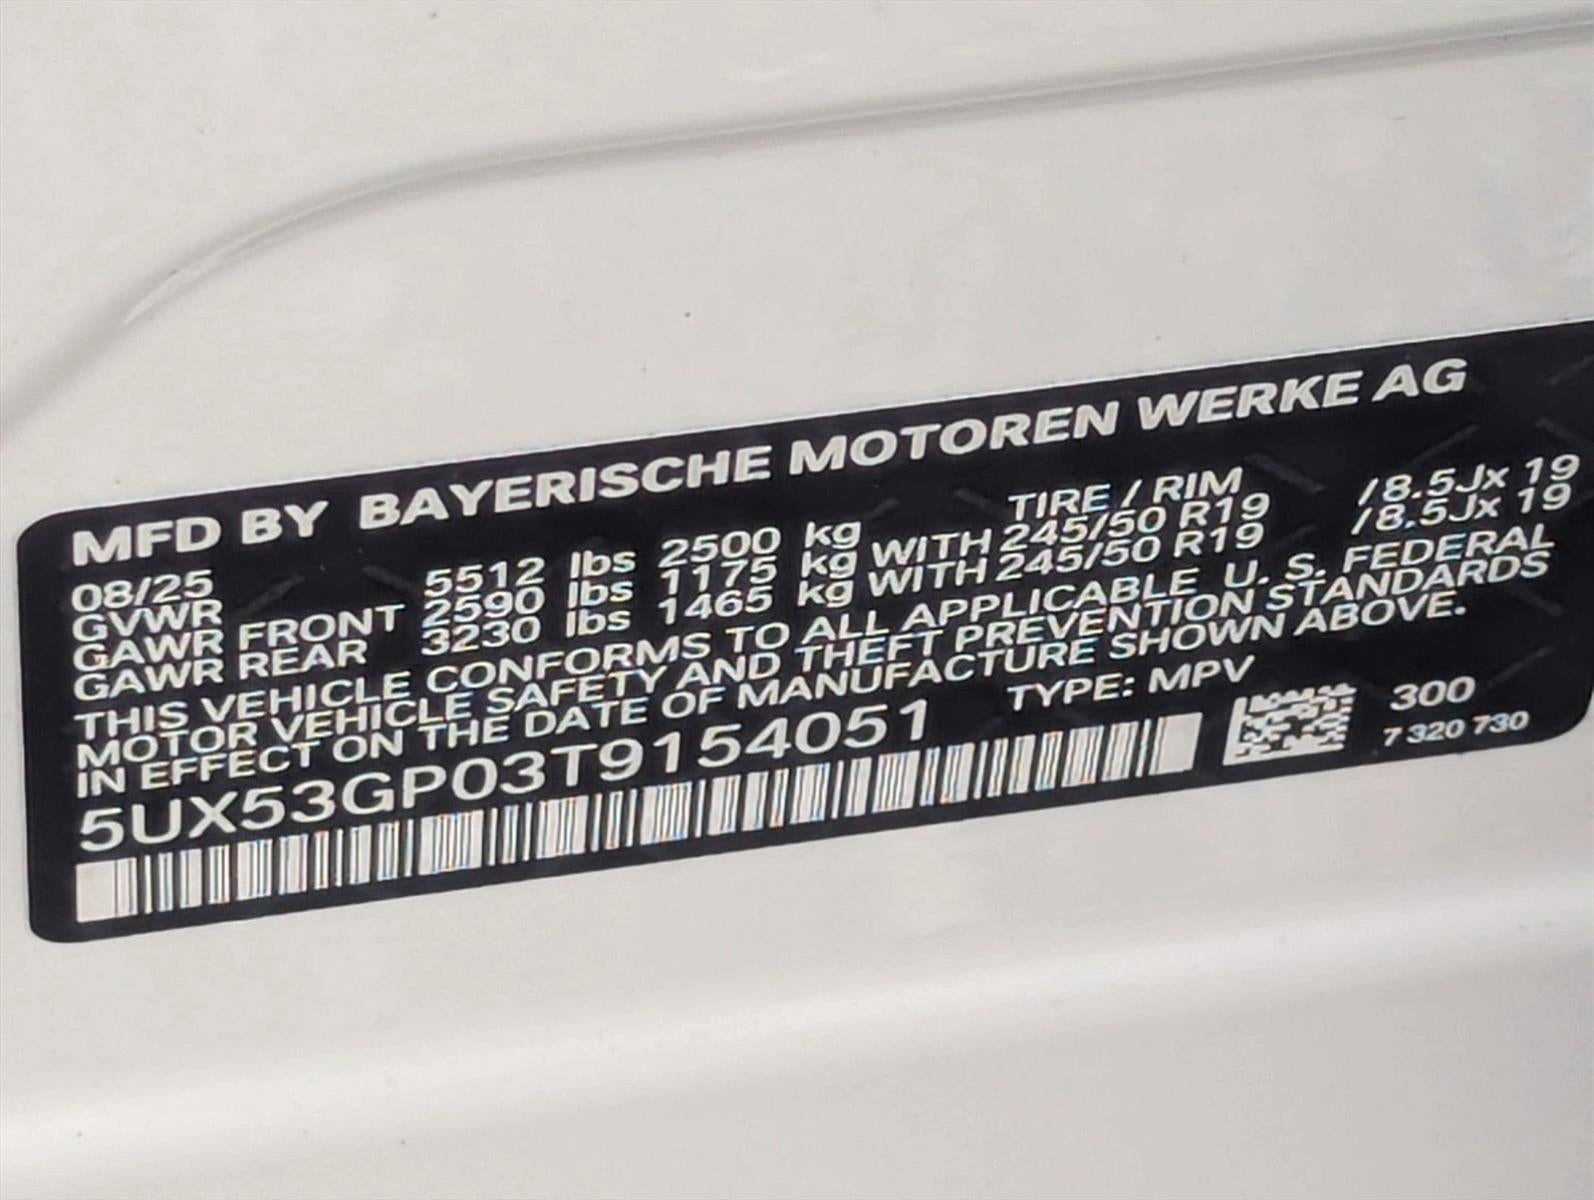 MFD BY BAYERISCHE MOTOREN WERKE AG
08/25 TIRE / RIM
GVWR 5512 lbs 2500 kg
GAWR FRONT 2590 lbs 1175 kg WITH 245/50 R19 /8.5Jx 19
GAWR REAR 3230 lbs 1465 kg WITH 245/50 R19 /8.5Jx 19
THIS VEHICLE CONFORMS TO ALL APPLICABLE U. S. FEDERAL
MOTOR VEHICLE SAFETY AND THEFT PREVENTION STANDARDS
IN EFFECT ON THE DATE OF MANUFACTURE SHOWN ABOVE.
5UX53GP03T9154051 TYPE: MPV
300
7 320 730